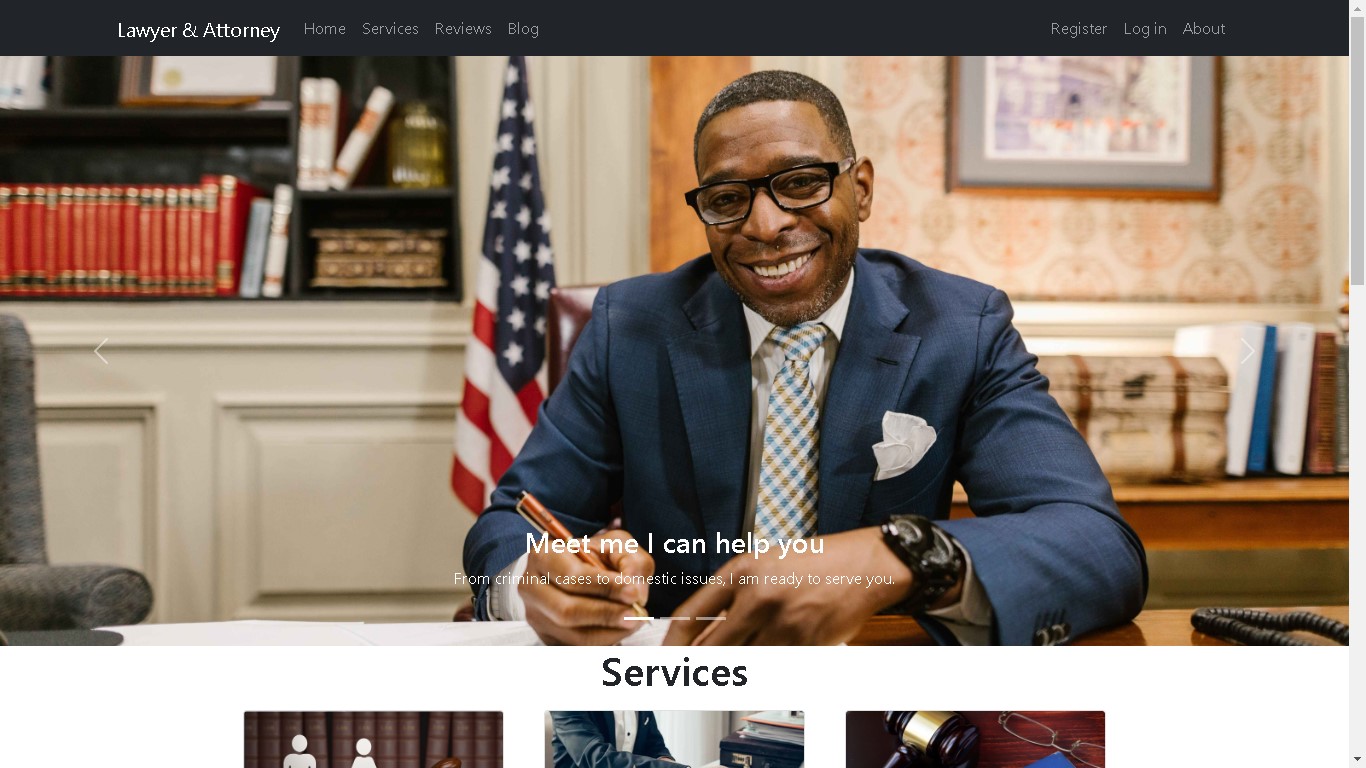 Lawyer & Attorney Home Services Reviews Blog Register Log in About
Meet me I can help you
From criminal cases to domestic issues, I am ready to serve you.
Services